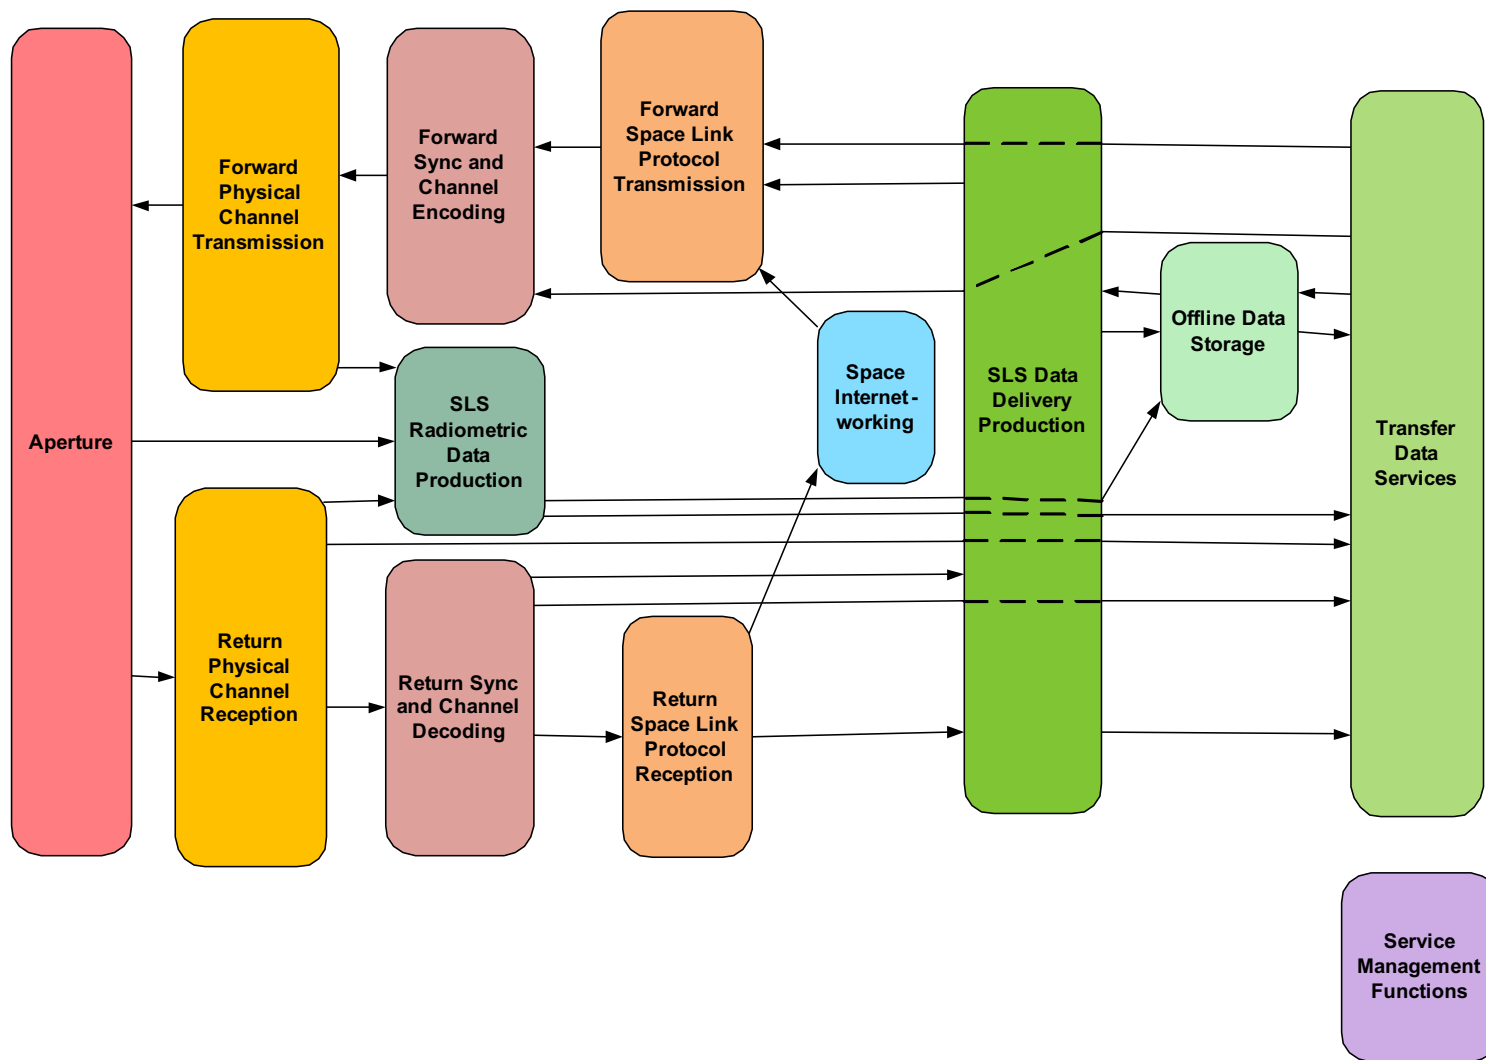 Aperture
Forward
Physical
Channel
Transmission
Forward
Sync and
Channel
Encoding
Forward
Space Link
Protocol
Transmission
SLS
Radiometric
Data
Production
Space
Internet-
working
SLS Data
Delivery
Production
Offline Data
Storage
Transfer
Data
Services
Return
Physical
Channel
Reception
Return Sync
and Channel
Decoding
Return
Space Link
Protocol
Reception
Service
Management
Functions